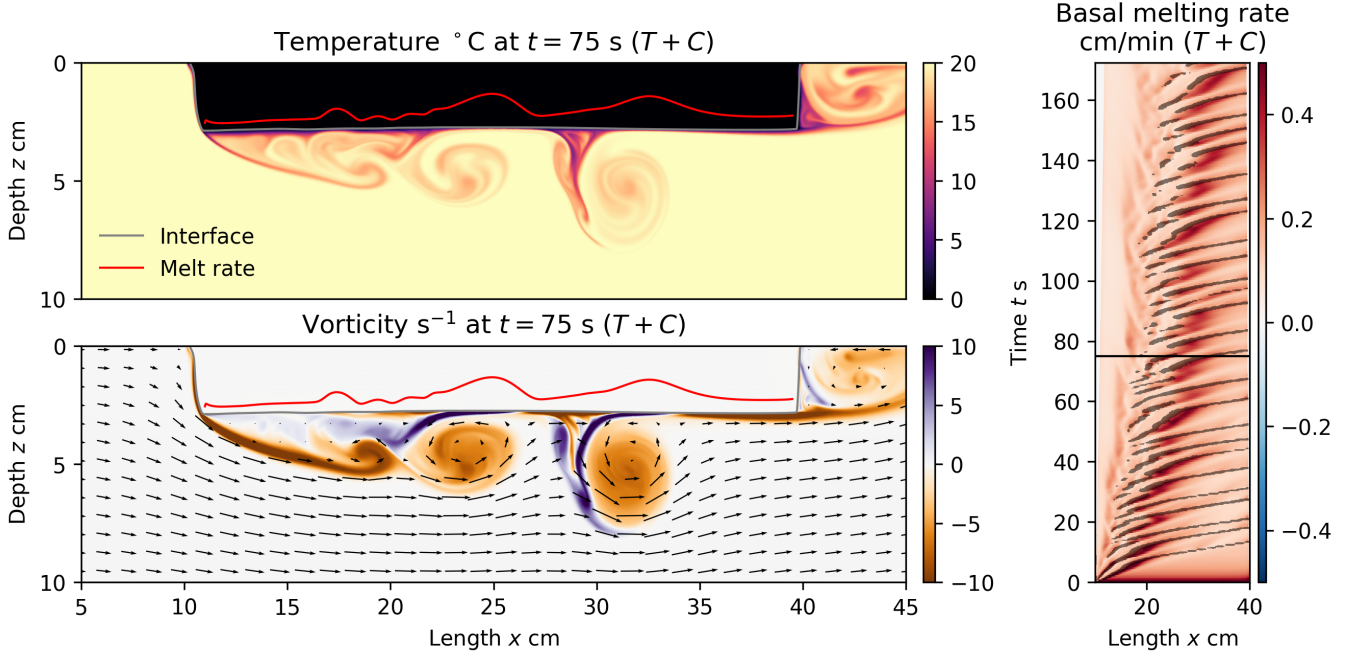 Temperature °C at t = 75 s (T + C)
0
5
10
Depth z cm
Interface
Melt rate
20
15
10
5
0
Vorticity s⁻¹ at t = 75 s (T + C)
0
5
10
Depth z cm
5 10 15 20 25 30 35 40 45
Length x cm
10
5
0
−5
−10
Basal melting rate
cm/min (T + C)
160
140
120
100
80
60
40
20
0
Time t s
20 40
Length x cm
0.4
0.2
0.0
−0.2
−0.4